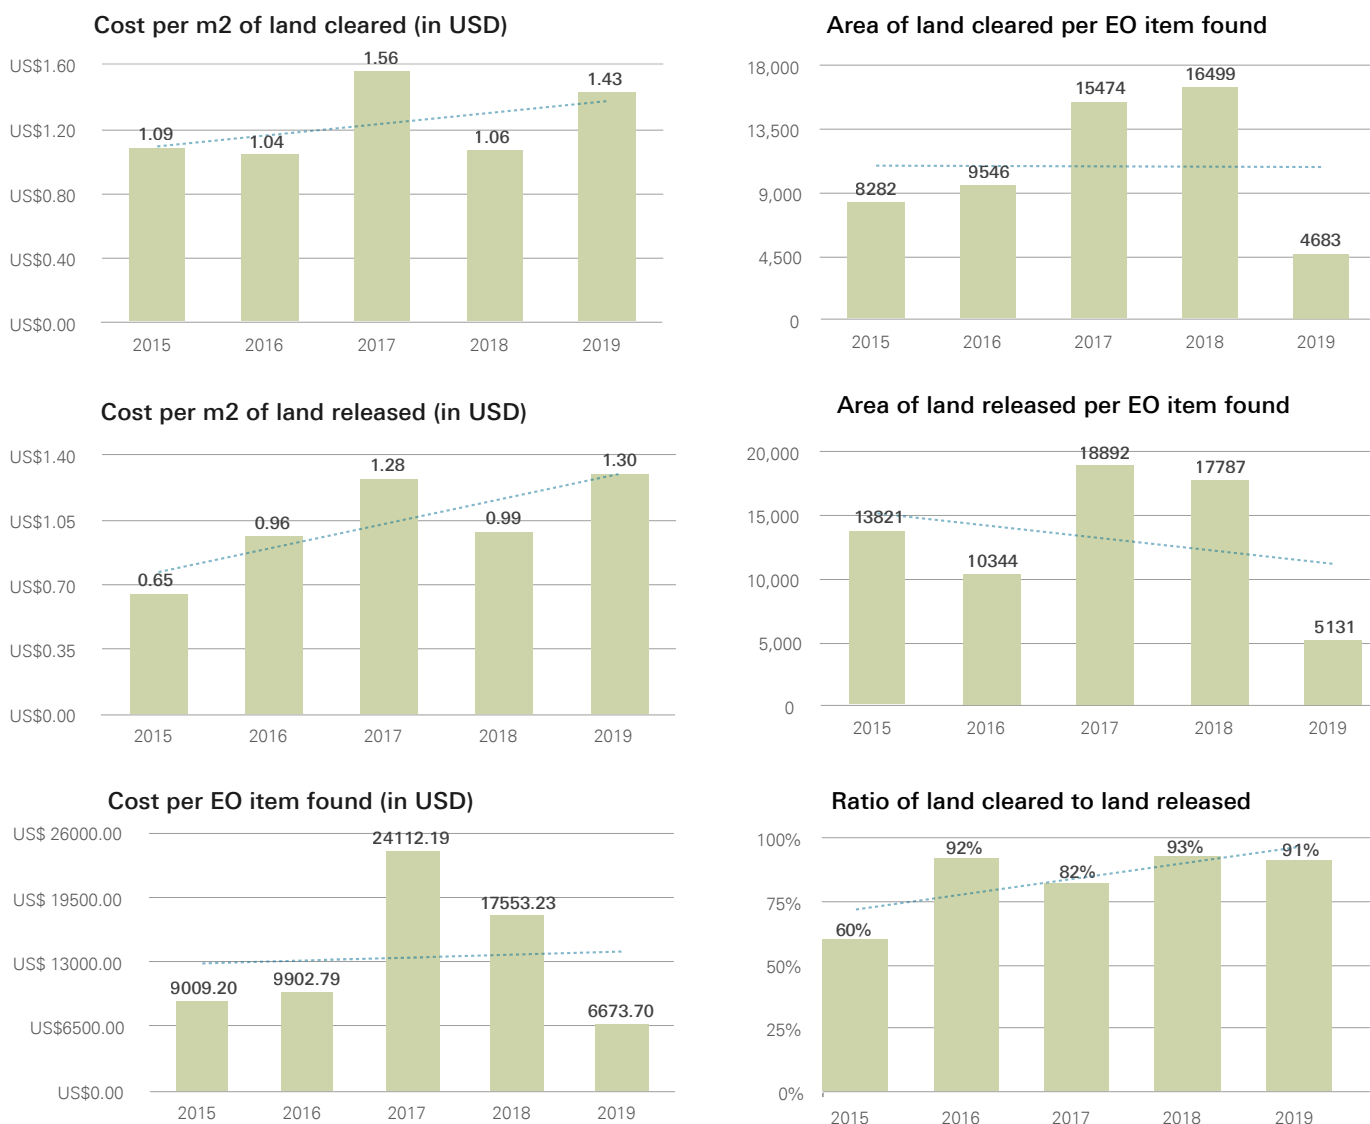 Cost per m2 of land cleared (in USD)
US$1.60
US$1.20
US$0.80
US$0.40
US$0.00
1.09
1.04
1.56
1.06
1.43
2015 2016 2017 2018 2019
Area of land cleared per EO item found
18,000
13,500
9,000
4,500
0
8282
9546
15474
16499
4683
2015 2016 2017 2018 2019
Cost per m2 of land released (in USD)
US$1.40
US$1.05
US$0.70
US$0.35
US$0.00
0.65
0.96
1.28
0.99
1.30
2015 2016 2017 2018 2019
Area of land released per EO item found
20,000
15,000
10,000
5,000
0
13821
10344
18892
17787
5131
2015 2016 2017 2018 2019
Cost per EO item found (in USD)
US$ 26000.00
US$ 19500.00
US$ 13000.00
US$6500.00
US$0.00
9009.20
9902.79
24112.19
17553.23
6673.70
2015 2016 2017 2018 2019
Ratio of land cleared to land released
100%
75%
50%
25%
0%
60%
92%
82%
93%
91%
2015 2016 2017 2018 2019